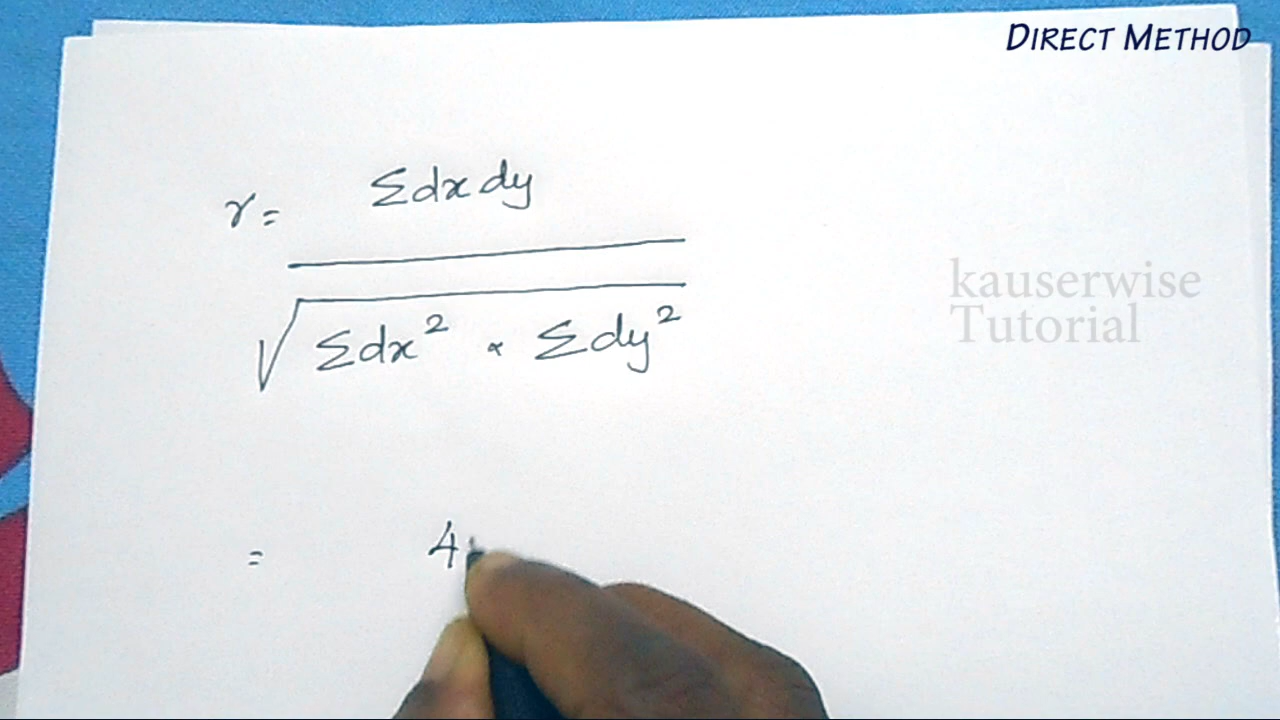 DIRECT METHOD
r = Σdxdy
√Σdx² × Σdy²
kauserwise
Tutorial
= 4